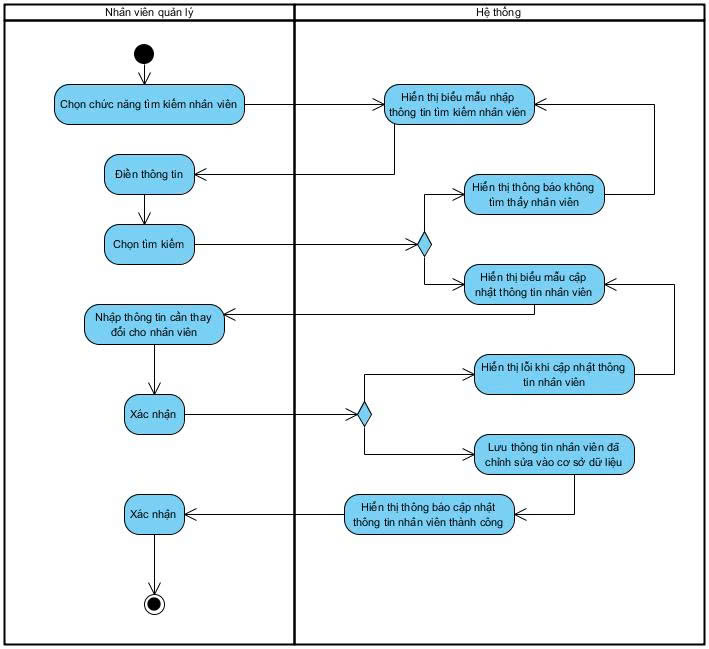 Nhân viên quản lý
Hệ thống
Chọn chức năng tìm kiếm nhân viên
Hiển thị biểu mẫu nhập
thông tin tìm kiếm nhân viên
Điền thông tin
Hiển thị thông báo không
tìm thấy nhân viên
Chọn tìm kiếm
Hiển thị biểu mẫu cập
nhật thông tin nhân viên
Nhập thông tin cần thay
đổi cho nhân viên
Hiển thị lỗi khi cập nhật thông
tin nhân viên
Xác nhận
Lưu thông tin nhân viên đã
chỉnh sửa vào cơ sở dữ liệu
Xác nhận
Hiển thị thông báo cập nhật
thông tin nhân viên thành công